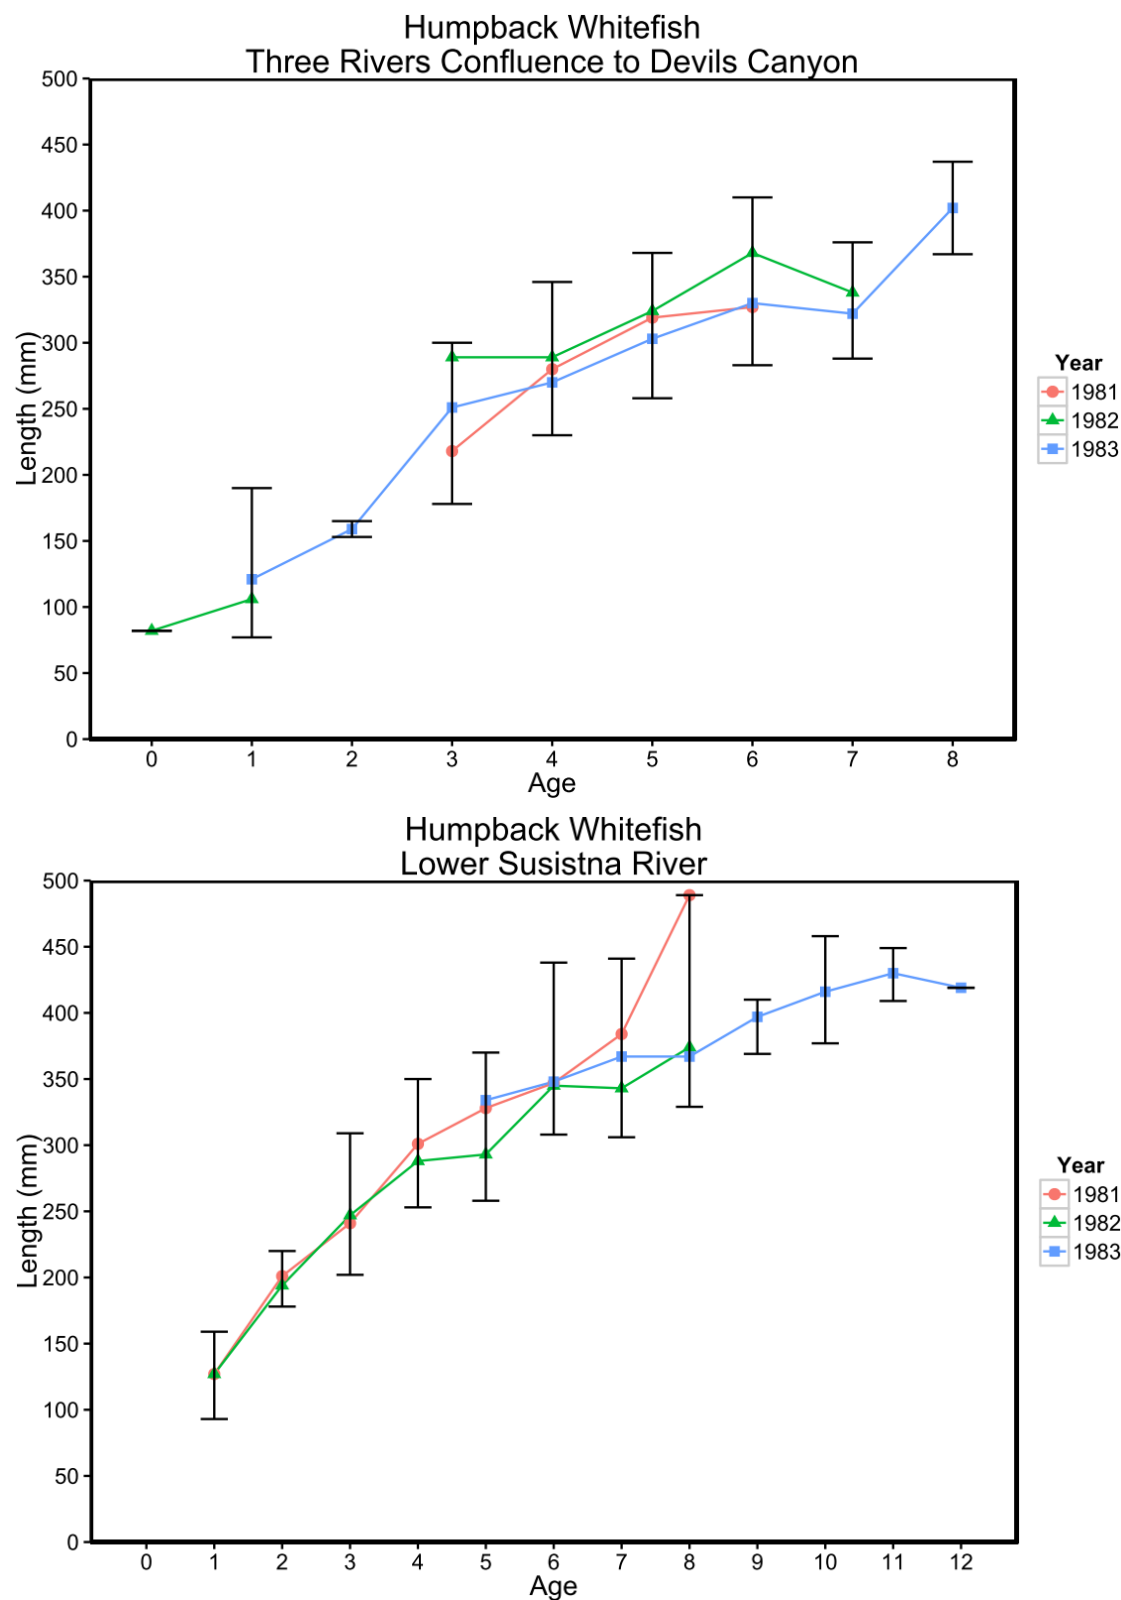 Humpback Whitefish
Three Rivers Confluence to Devils Canyon
500
450
400
350
300
250
200
150
100
50
0
Length (mm)
0 1 2 3 4 5 6 7 8
Age
Year
1981
1982
1983
Humpback Whitefish
Lower Susistna River
500
450
400
350
300
250
200
150
100
50
0
Length (mm)
0 1 2 3 4 5 6 7 8 9 10 11 12
Age
Year
1981
1982
1983